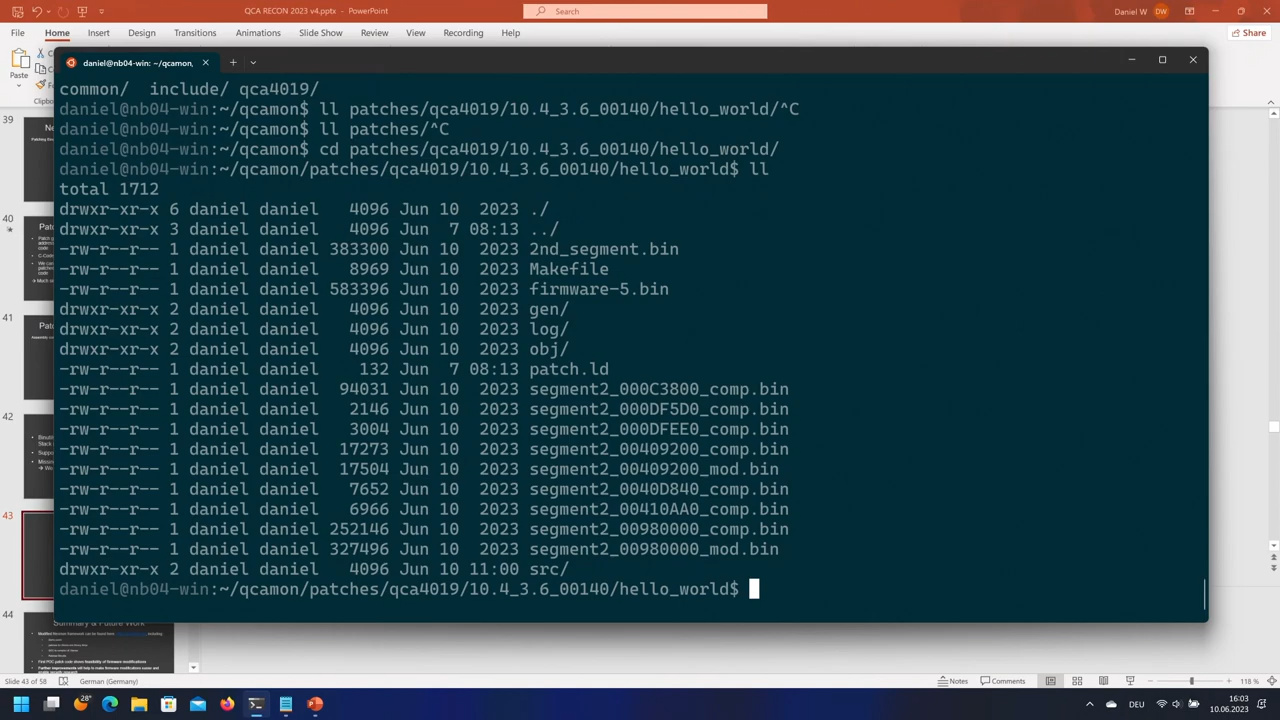 QCA RECON 2023 v4.pptx - PowerPoint
Search
Daniel W
DW
File
Home
Insert
Design
Transitions
Animations
Slide Show
Review
View
Recording
Help
Share
Paste
daniel@nb04-win: ~/qcamon,
common/  include/ qca4019/
daniel@nb04-win:~/qcamon$ ll patches/qca4019/10.4_3.6_00140/hello_world/^C
daniel@nb04-win:~/qcamon$ ll patches/^C
daniel@nb04-win:~/qcamon$ cd patches/qca4019/10.4_3.6_00140/hello_world/
daniel@nb04-win:~/qcamon/patches/qca4019/10.4_3.6_00140/hello_world$ ll
total 1712
drwxr-xr-x 6 daniel daniel   4096 Jun 10  2023 ./
drwxr-xr-x 3 daniel daniel   4096 Jun  7 08:13 ../
-rw-r--r-- 1 daniel daniel 383300 Jun 10  2023 2nd_segment.bin
-rw-r--r-- 1 daniel daniel   8969 Jun 10  2023 Makefile
-rw-r--r-- 1 daniel daniel 583396 Jun 10  2023 firmware-5.bin
drwxr-xr-x 2 daniel daniel   4096 Jun 10  2023 gen/
drwxr-xr-x 2 daniel daniel   4096 Jun 10  2023 log/
drwxr-xr-x 2 daniel daniel   4096 Jun 10  2023 obj/
-rw-r--r-- 1 daniel daniel    132 Jun  7 08:13 patch.ld
-rw-r--r-- 1 daniel daniel  94031 Jun 10  2023 segment2_000C3800_comp.bin
-rw-r--r-- 1 daniel daniel   2146 Jun 10  2023 segment2_000DF5D0_comp.bin
-rw-r--r-- 1 daniel daniel   3004 Jun 10  2023 segment2_000DFEE0_comp.bin
-rw-r--r-- 1 daniel daniel  17273 Jun 10  2023 segment2_00409200_comp.bin
-rw-r--r-- 1 daniel daniel  17504 Jun 10  2023 segment2_00409200_mod.bin
-rw-r--r-- 1 daniel daniel   7652 Jun 10  2023 segment2_0040D840_comp.bin
-rw-r--r-- 1 daniel daniel   6966 Jun 10  2023 segment2_00410AA0_comp.bin
-rw-r--r-- 1 daniel daniel 252146 Jun 10  2023 segment2_00980000_comp.bin
-rw-r--r-- 1 daniel daniel 327496 Jun 10  2023 segment2_00980000_mod.bin
drwxr-xr-x 2 daniel daniel   4096 Jun 10 11:00 src/
daniel@nb04-win:~/qcamon/patches/qca4019/10.4_3.6_00140/hello_world$
39
40
41
42
43
44
Summary & Future Work
Slide 43 of 58
German (Germany)
Notes
Comments
118 %
28°
DEU
16:03
10.06.2023